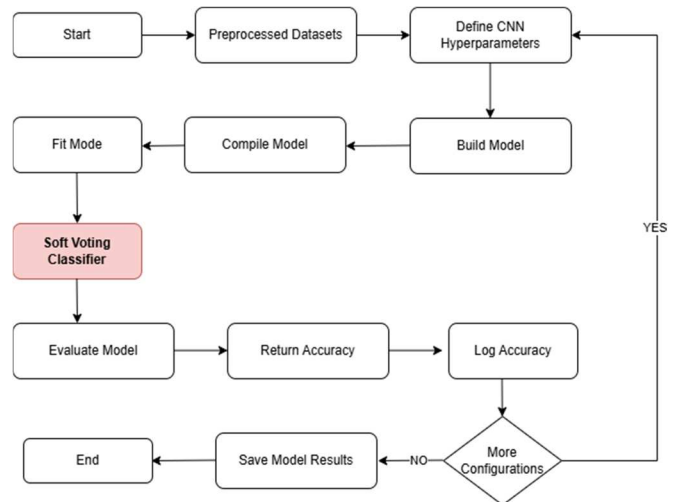 Start
Preprocessed Datasets
Define CNN
Hyperparameters
Fit Mode
Compile Model
Build Model
YES
Soft Voting
Classifier
Evaluate Model
Return Accuracy
Log Accuracy
End
Save Model Results
NO
More
Configurations